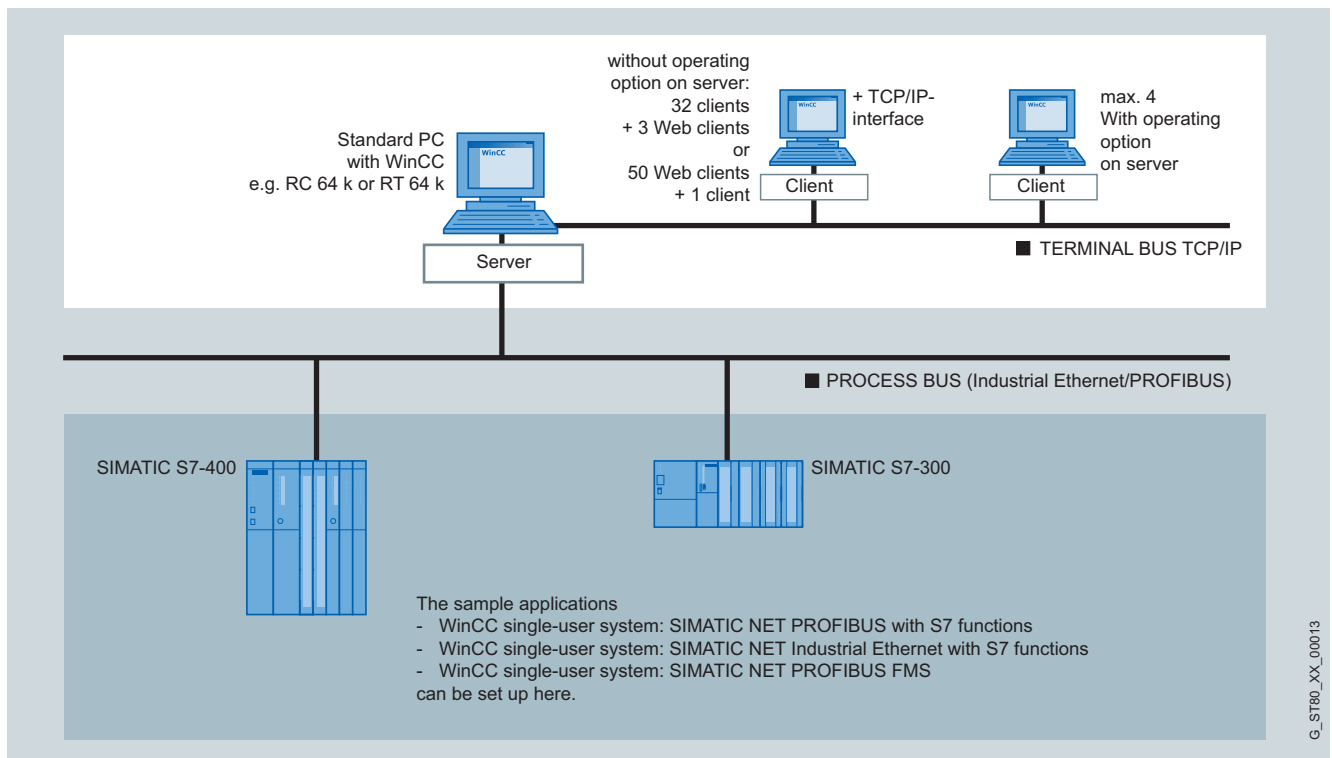 without operating
option on server:
32 clients
+ 3 Web clients
or
50 Web clients
+ 1 client
WinCC
+ TCP/IP-
interface
Client
WinCC
max. 4
With operating
option
on server
Client
Standard PC
with WinCC
e.g. RC 64 k or RT 64 k
WinCC
Server
TERMINAL BUS TCP/IP
PROCESS BUS (Industrial Ethernet/PROFIBUS)
SIMATIC S7-400
SIMATIC S7-300
The sample applications
- WinCC single-user system: SIMATIC NET PROFIBUS with S7 functions
- WinCC single-user system: SIMATIC NET Industrial Ethernet with S7 functions
- WinCC single-user system: SIMATIC NET PROFIBUS FMS
can be set up here.
G_ST80_XX_00013